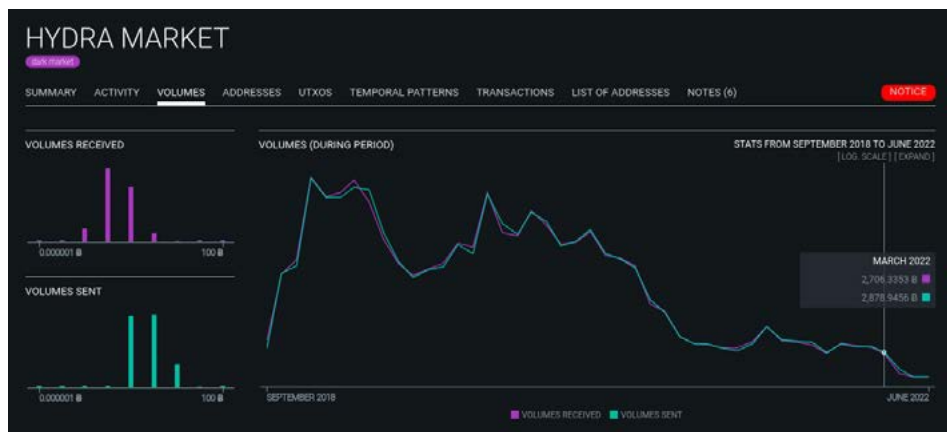 HYDRA MARKET
dark market
SUMMARY ACTIVITY VOLUMES ADDRESSES UTXOS TEMPORAL PATTERNS TRANSACTIONS LIST OF ADDRESSES NOTES (6) NOTICE
VOLUMES RECEIVED
0.000001 ₿ 100 ₿
VOLUMES SENT
0.000001 ₿ 100 ₿
VOLUMES (DURING PERIOD)
STATS FROM SEPTEMBER 2018 TO JUNE 2022
[ LOG. SCALE ] [ EXPAND ]
MARCH 2022
2,706.3353 ₿
2,878.9456 ₿
SEPTEMBER 2018 JUNE 2022
VOLUMES RECEIVED VOLUMES SENT